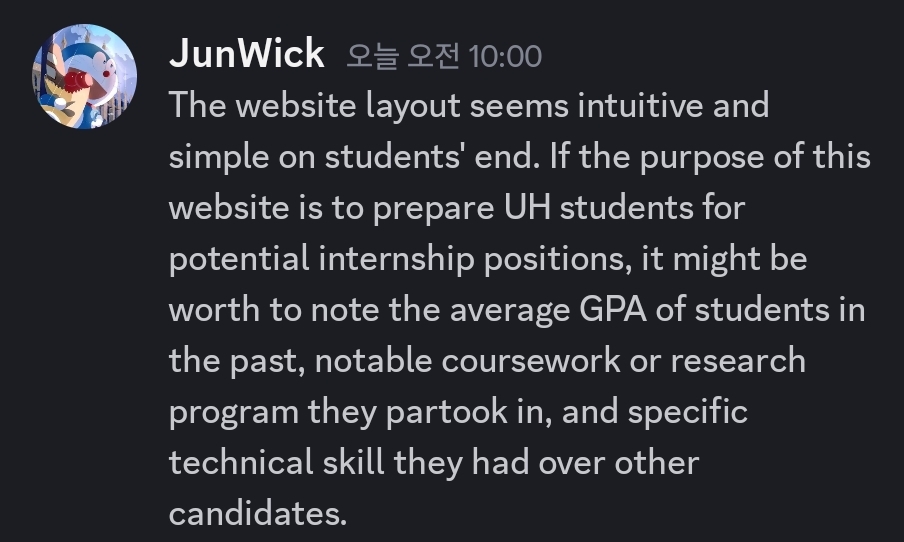 JunWick 오늘 오전 10:00
The website layout seems intuitive and
simple on students' end. If the purpose of this
website is to prepare UH students for
potential internship positions, it might be
worth to note the average GPA of students in
the past, notable coursework or research
program they partook in, and specific
technical skill they had over other
candidates.